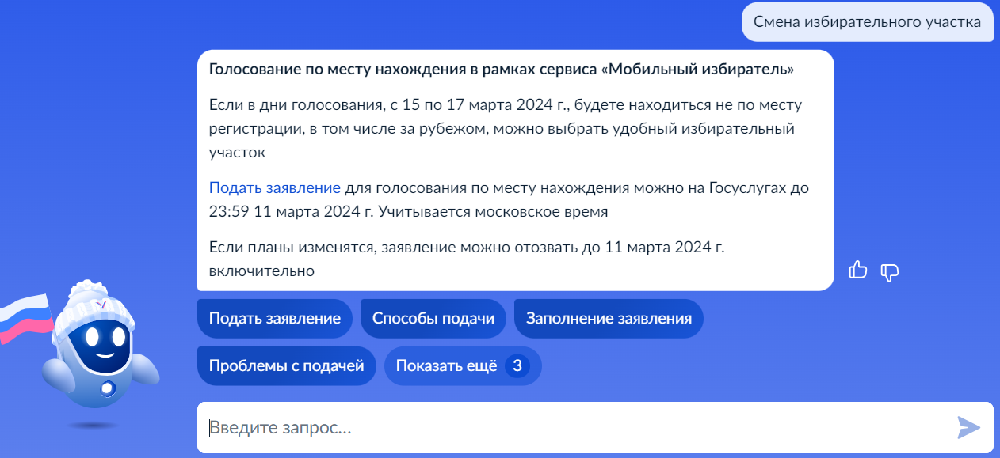 Смена избирательного участка
Голосование по месту нахождения в рамках сервиса «Мобильный избиратель»
Если в дни голосования, с 15 по 17 марта 2024 г., будете находиться не по месту
регистрации, в том числе за рубежом, можно выбрать удобный избирательный
участок
Подать заявление для голосования по месту нахождения можно на Госуслугах до
23:59 11 марта 2024 г. Учитывается московское время
Если планы изменятся, заявление можно отозвать до 11 марта 2024 г.
включительно
Подать заявление
Способы подачи
Заполнение заявления
Проблемы с подачей
Показать ещё 3
Введите запрос...